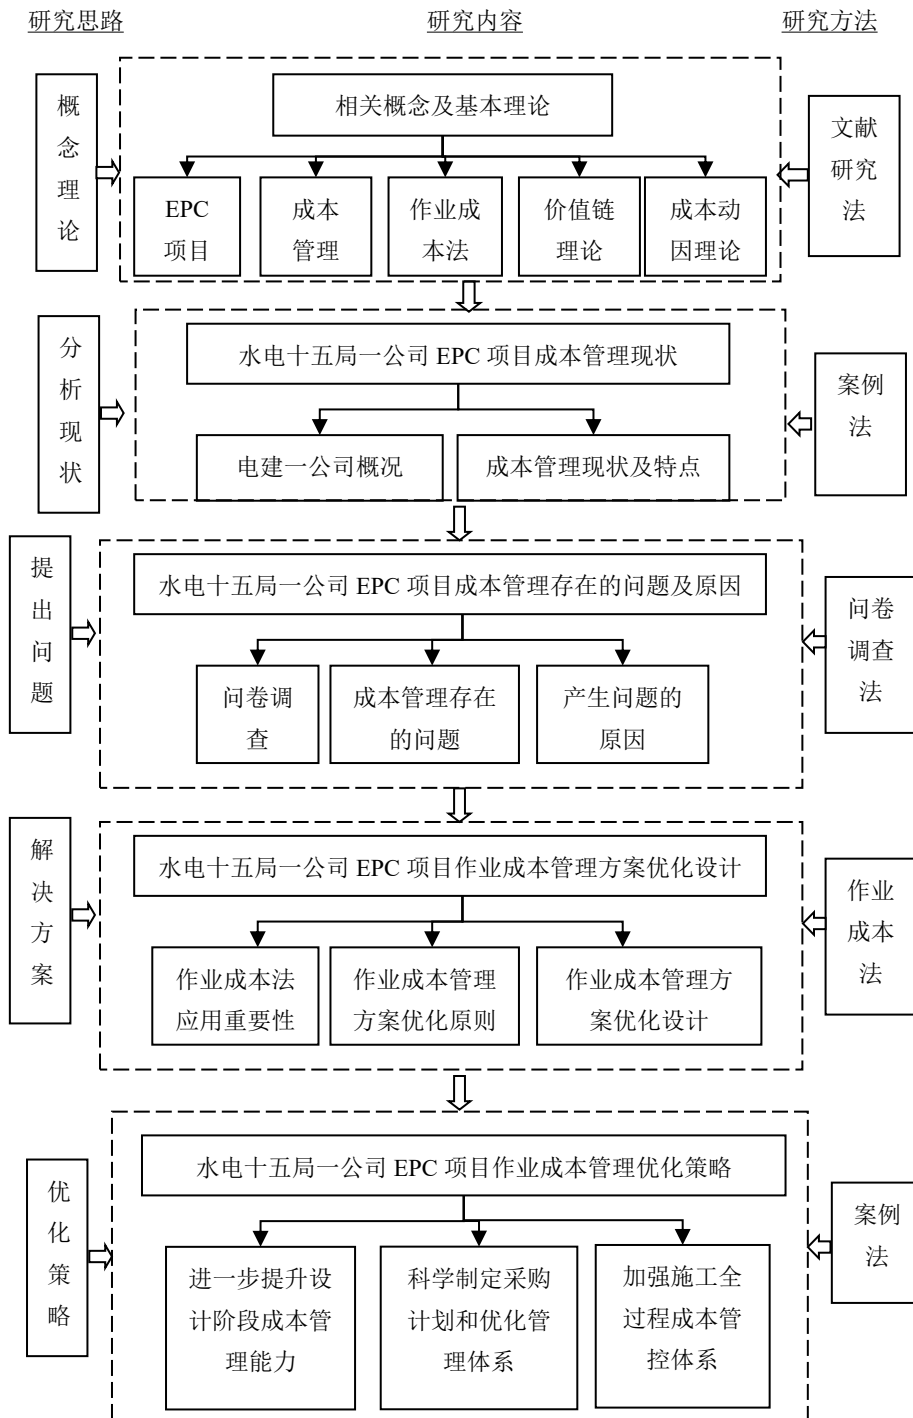 研究思路
研究内容
研究方法
概
念
理
论
相关概念及基本理论
EPC
项目
成本
管理
作业成
本法
价值链
理论
成本动
因理论
文献
研究
法
分
析
现
状
水电十五局一公司 EPC 项目成本管理现状
电建一公司概况
成本管理现状及特点
案例
法
提
出
问
题
水电十五局一公司 EPC 项目成本管理存在的问题及原因
问卷调
查
成本管理存在
的问题
产生问题的
原因
问卷
调查
法
解
决
方
案
水电十五局一公司 EPC 项目作业成本管理方案优化设计
作业成本法
应用重要性
作业成本管理
方案优化原则
作业成本管理方
案优化设计
作业
成本
法
优
化
策
略
水电十五局一公司 EPC 项目作业成本管理优化策略
进一步提升设
计阶段成本管
理能力
科学制定采购
计划和优化管
理体系
加强施工全
过程成本管
控体系
案例
法